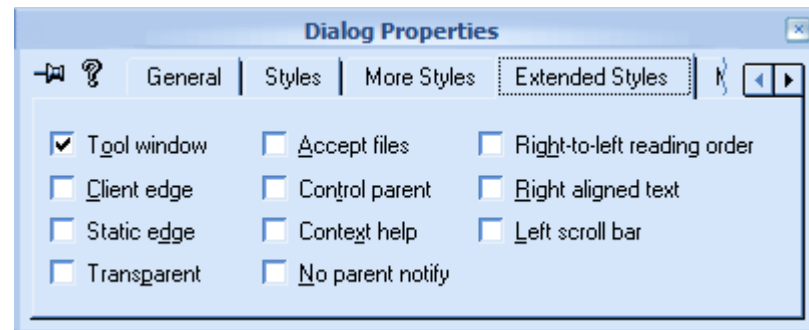 Dialog Properties
? General Styles More Styles Extended Styles
Tool window Accept files Right-to-left reading order
Client edge Control parent Right aligned text
Static edge Context help Left scroll bar
Transparent No parent notify